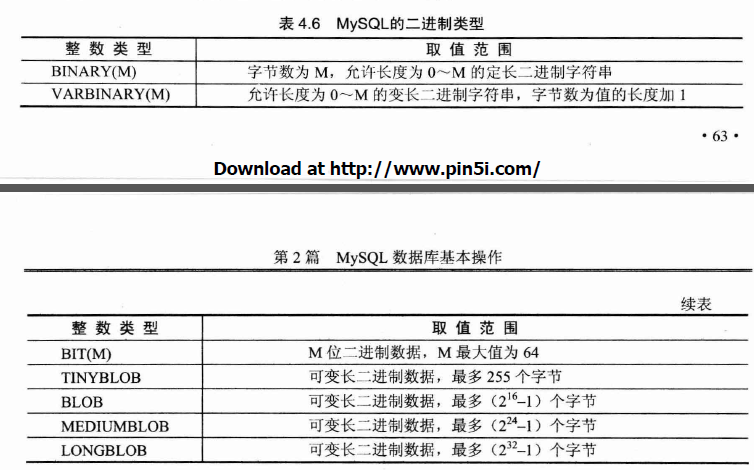 表 4.6 MySQL的二进制类型
整 数 类 型 取 值 范 围
BINARY(M) 字节数为 M，允许长度为 0～M 的定长二进制字符串
VARBINARY(M) 允许长度为 0～M 的变长二进制字符串，字节数为值的长度加 1
·63·
Download at http://www.pin5i.com/
第 2 篇 MySQL 数据库基本操作
续表
整 数 类 型 取 值 范 围
BIT(M) M 位二进制数据，M 最大值为 64
TINYBLOB 可变长二进制数据，最多 255 个字节
BLOB 可变长二进制数据，最多（2¹⁶–1）个字节
MEDIUMBLOB 可变长二进制数据，最多（2²⁴–1）个字节
LONGBLOB 可变长二进制数据，最多（2³²–1）个字节